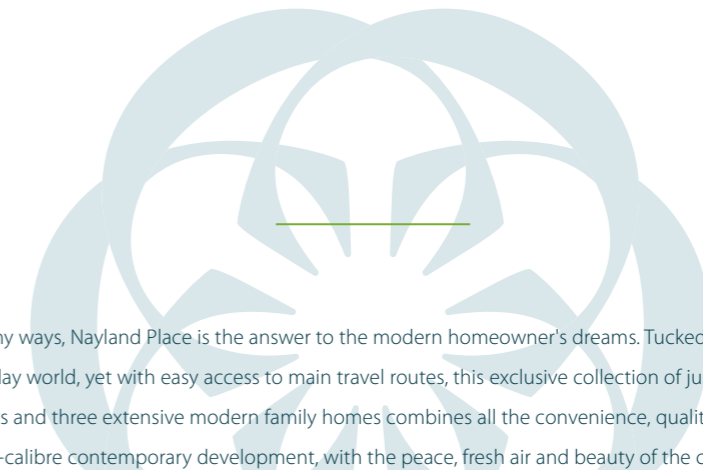 ny ways, Nayland Place is the answer to the modern homeowner's dreams. Tucked
lay world, yet with easy access to main travel routes, this exclusive collection of ju
s and three extensive modern family homes combines all the convenience, qualit
-calibre contemporary development, with the peace, fresh air and beauty of the c